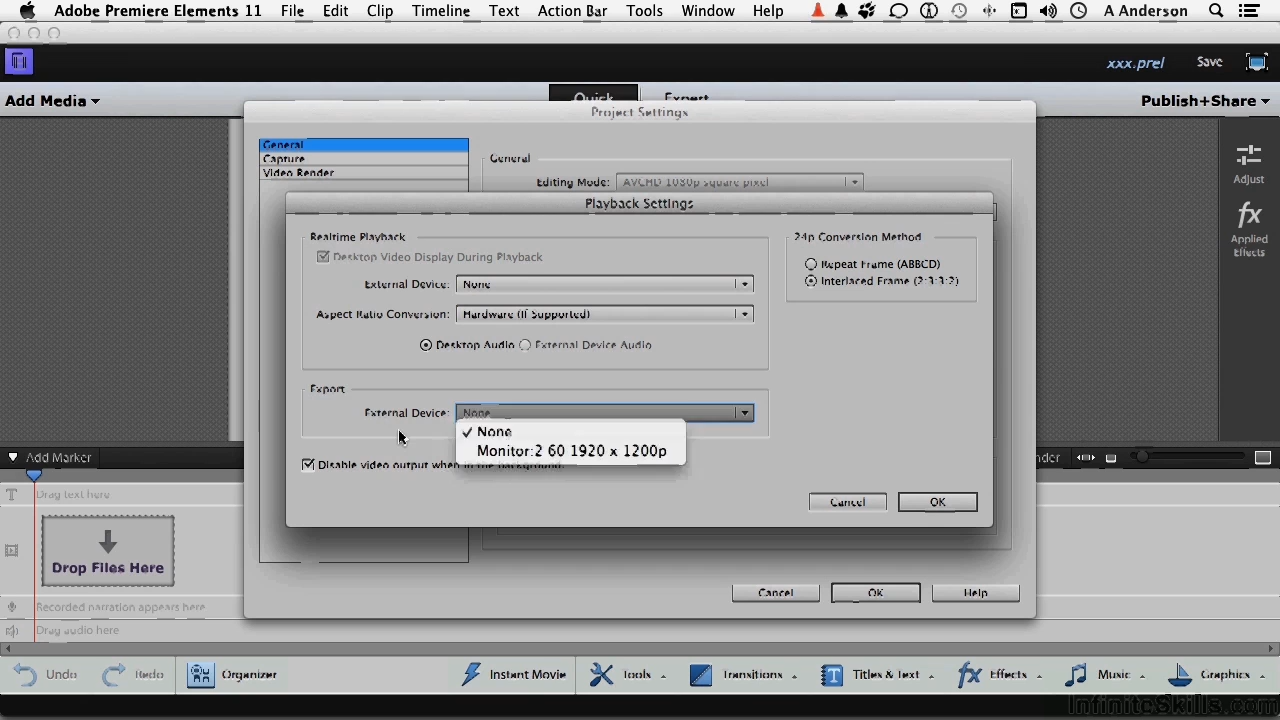 Adobe Premiere Elements 11 File Edit Clip Timeline Text Action Bar Tools Window Help A Anderson
xxx.prel Save
Add Media Quick Expert Publish+Share
Project Settings
General
Capture
Video Render
General
Editing Mode: AVCHD 1080p square pixel
Adjust
Applied
Effects
Playback Settings
Realtime Playback
Desktop Video Display During Playback
External Device: None
Aspect Ratio Conversion: Hardware (If Supported)
Desktop Audio External Device Audio
24p Conversion Method
Repeat Frame (ABBCD)
Interlaced Frame (2:3:3:2)
Export
External Device: None
None
Monitor:2 60 1920 x 1200p
Disable video output when in the background.
Cancel OK
Add Marker
Drag text here
Drop Files Here
Recorded narration appears here
Drag audio here
Cancel OK Help
Undo Redo Organizer Instant Movie Tools Transitions Titles & Text Effects Music Graphics
InfiniteSkills.com